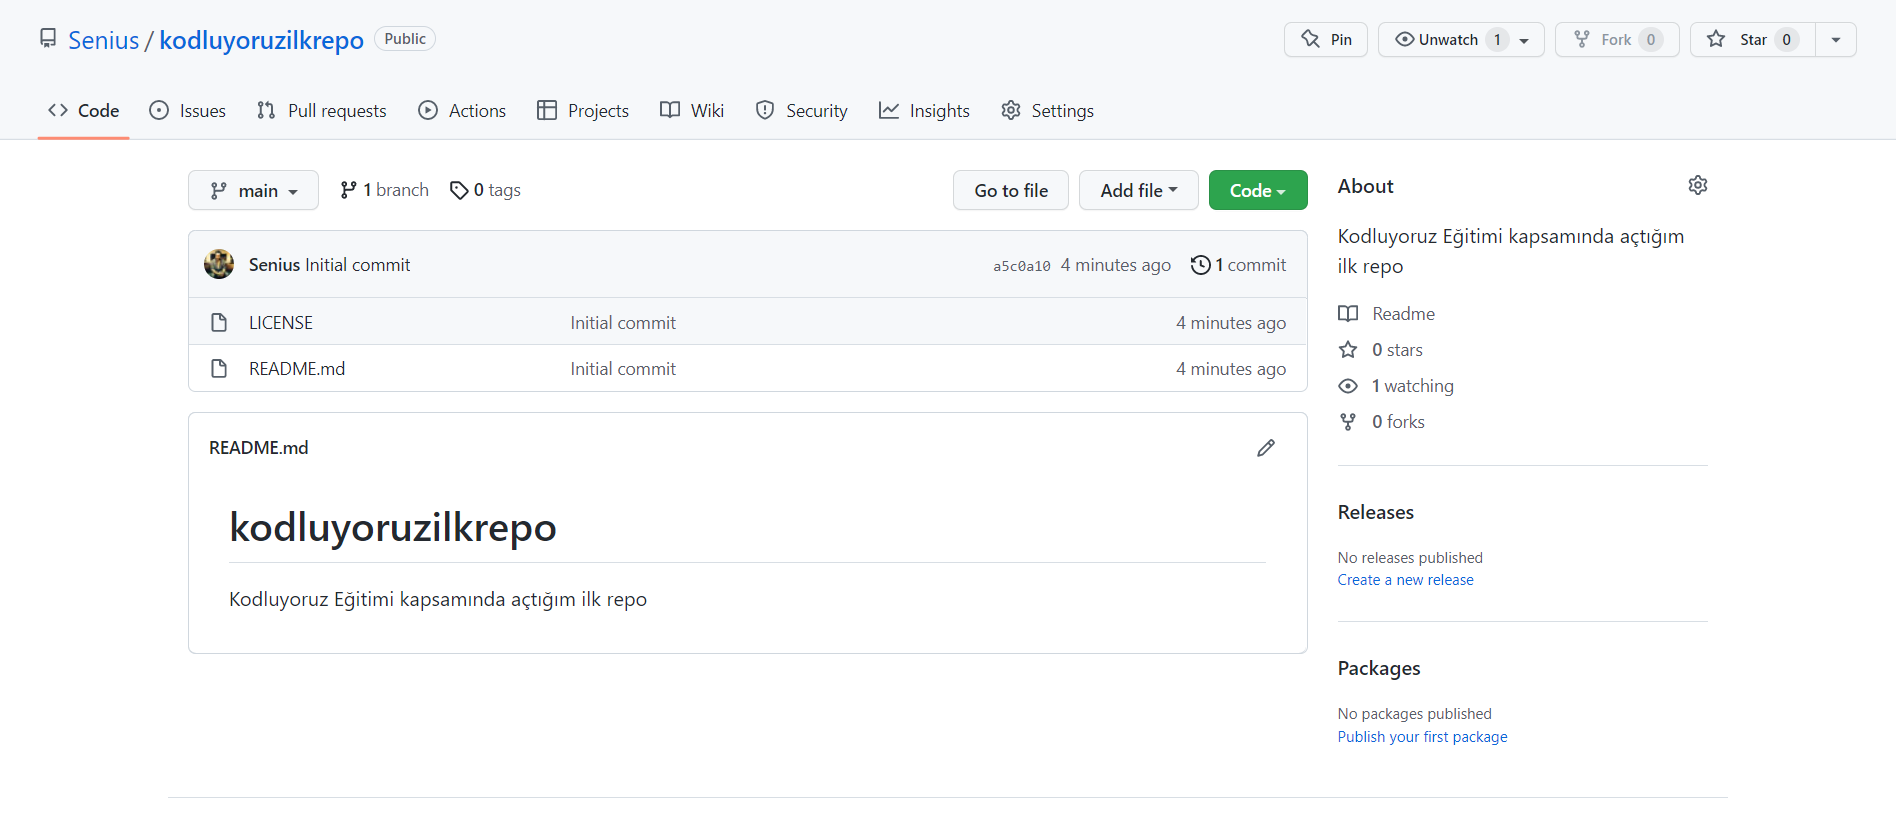 Senius / kodluyoruzilkrepo Public
Pin Unwatch 1 Fork 0 Star 0
Code Issues Pull requests Actions Projects Wiki Security Insights Settings
main 1 branch 0 tags Go to file Add file Code
Senius Initial commit a5c0a10 4 minutes ago 1 commit
LICENSE Initial commit 4 minutes ago
README.md Initial commit 4 minutes ago
README.md
kodluyoruzilkrepo
Kodluyoruz Eğitimi kapsamında açtığım ilk repo
About
Kodluyoruz Eğitimi kapsamında açtığım
ilk repo
Readme
0 stars
1 watching
0 forks
Releases
No releases published
Create a new release
Packages
No packages published
Publish your first package